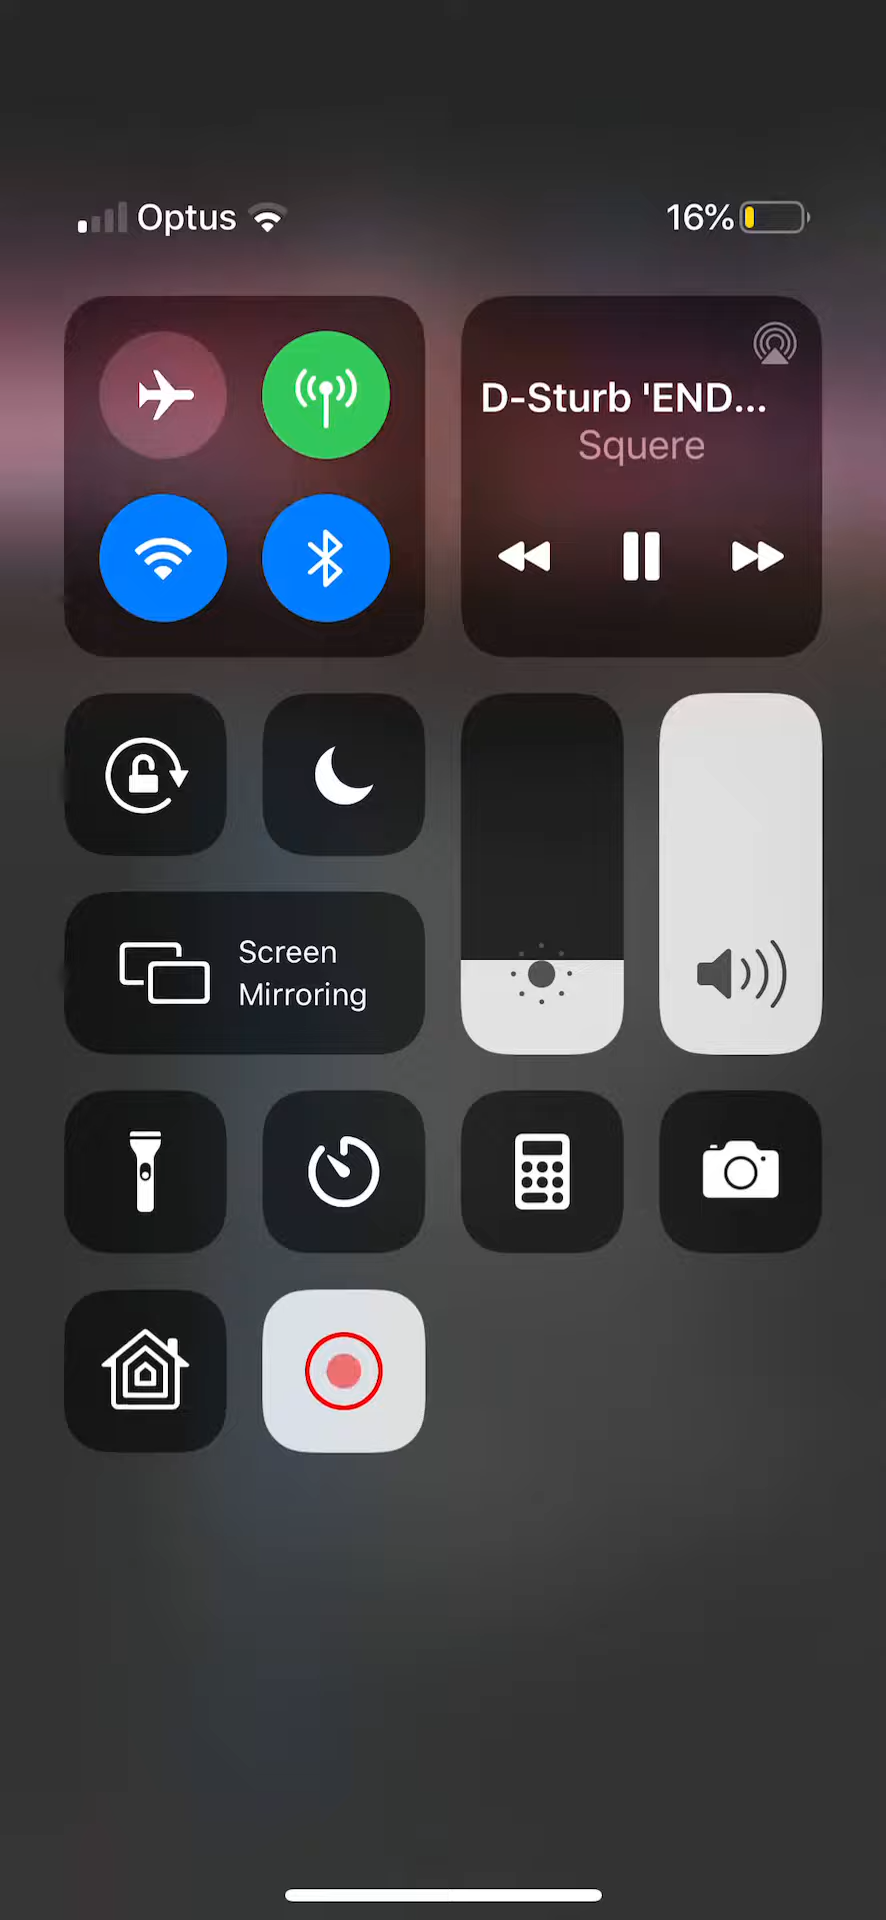 Optus
16%
D-Sturb 'END...
Squere
Screen
Mirroring